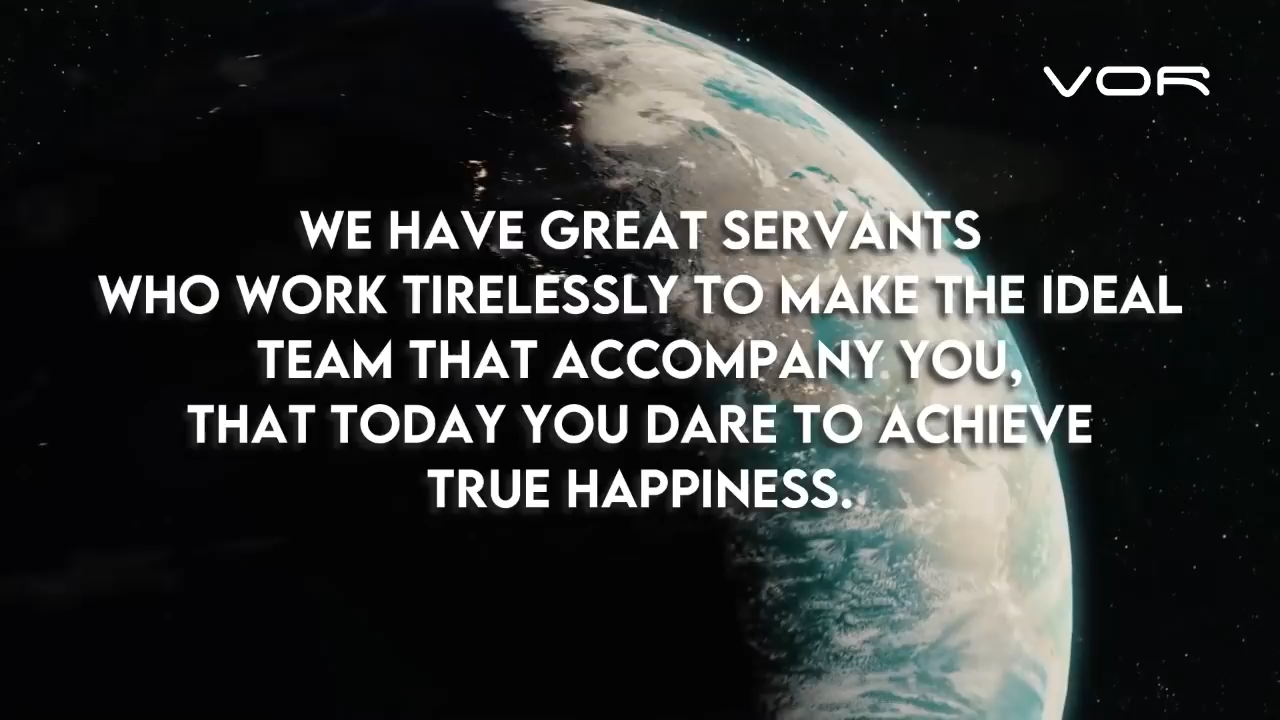 VOR
WE HAVE GREAT SERVANTS
WHO WORK TIRELESSLY TO MAKE THE IDEAL
TEAM THAT ACCOMPANY YOU,
THAT TODAY YOU DARE TO ACHIEVE
TRUE HAPPINESS.